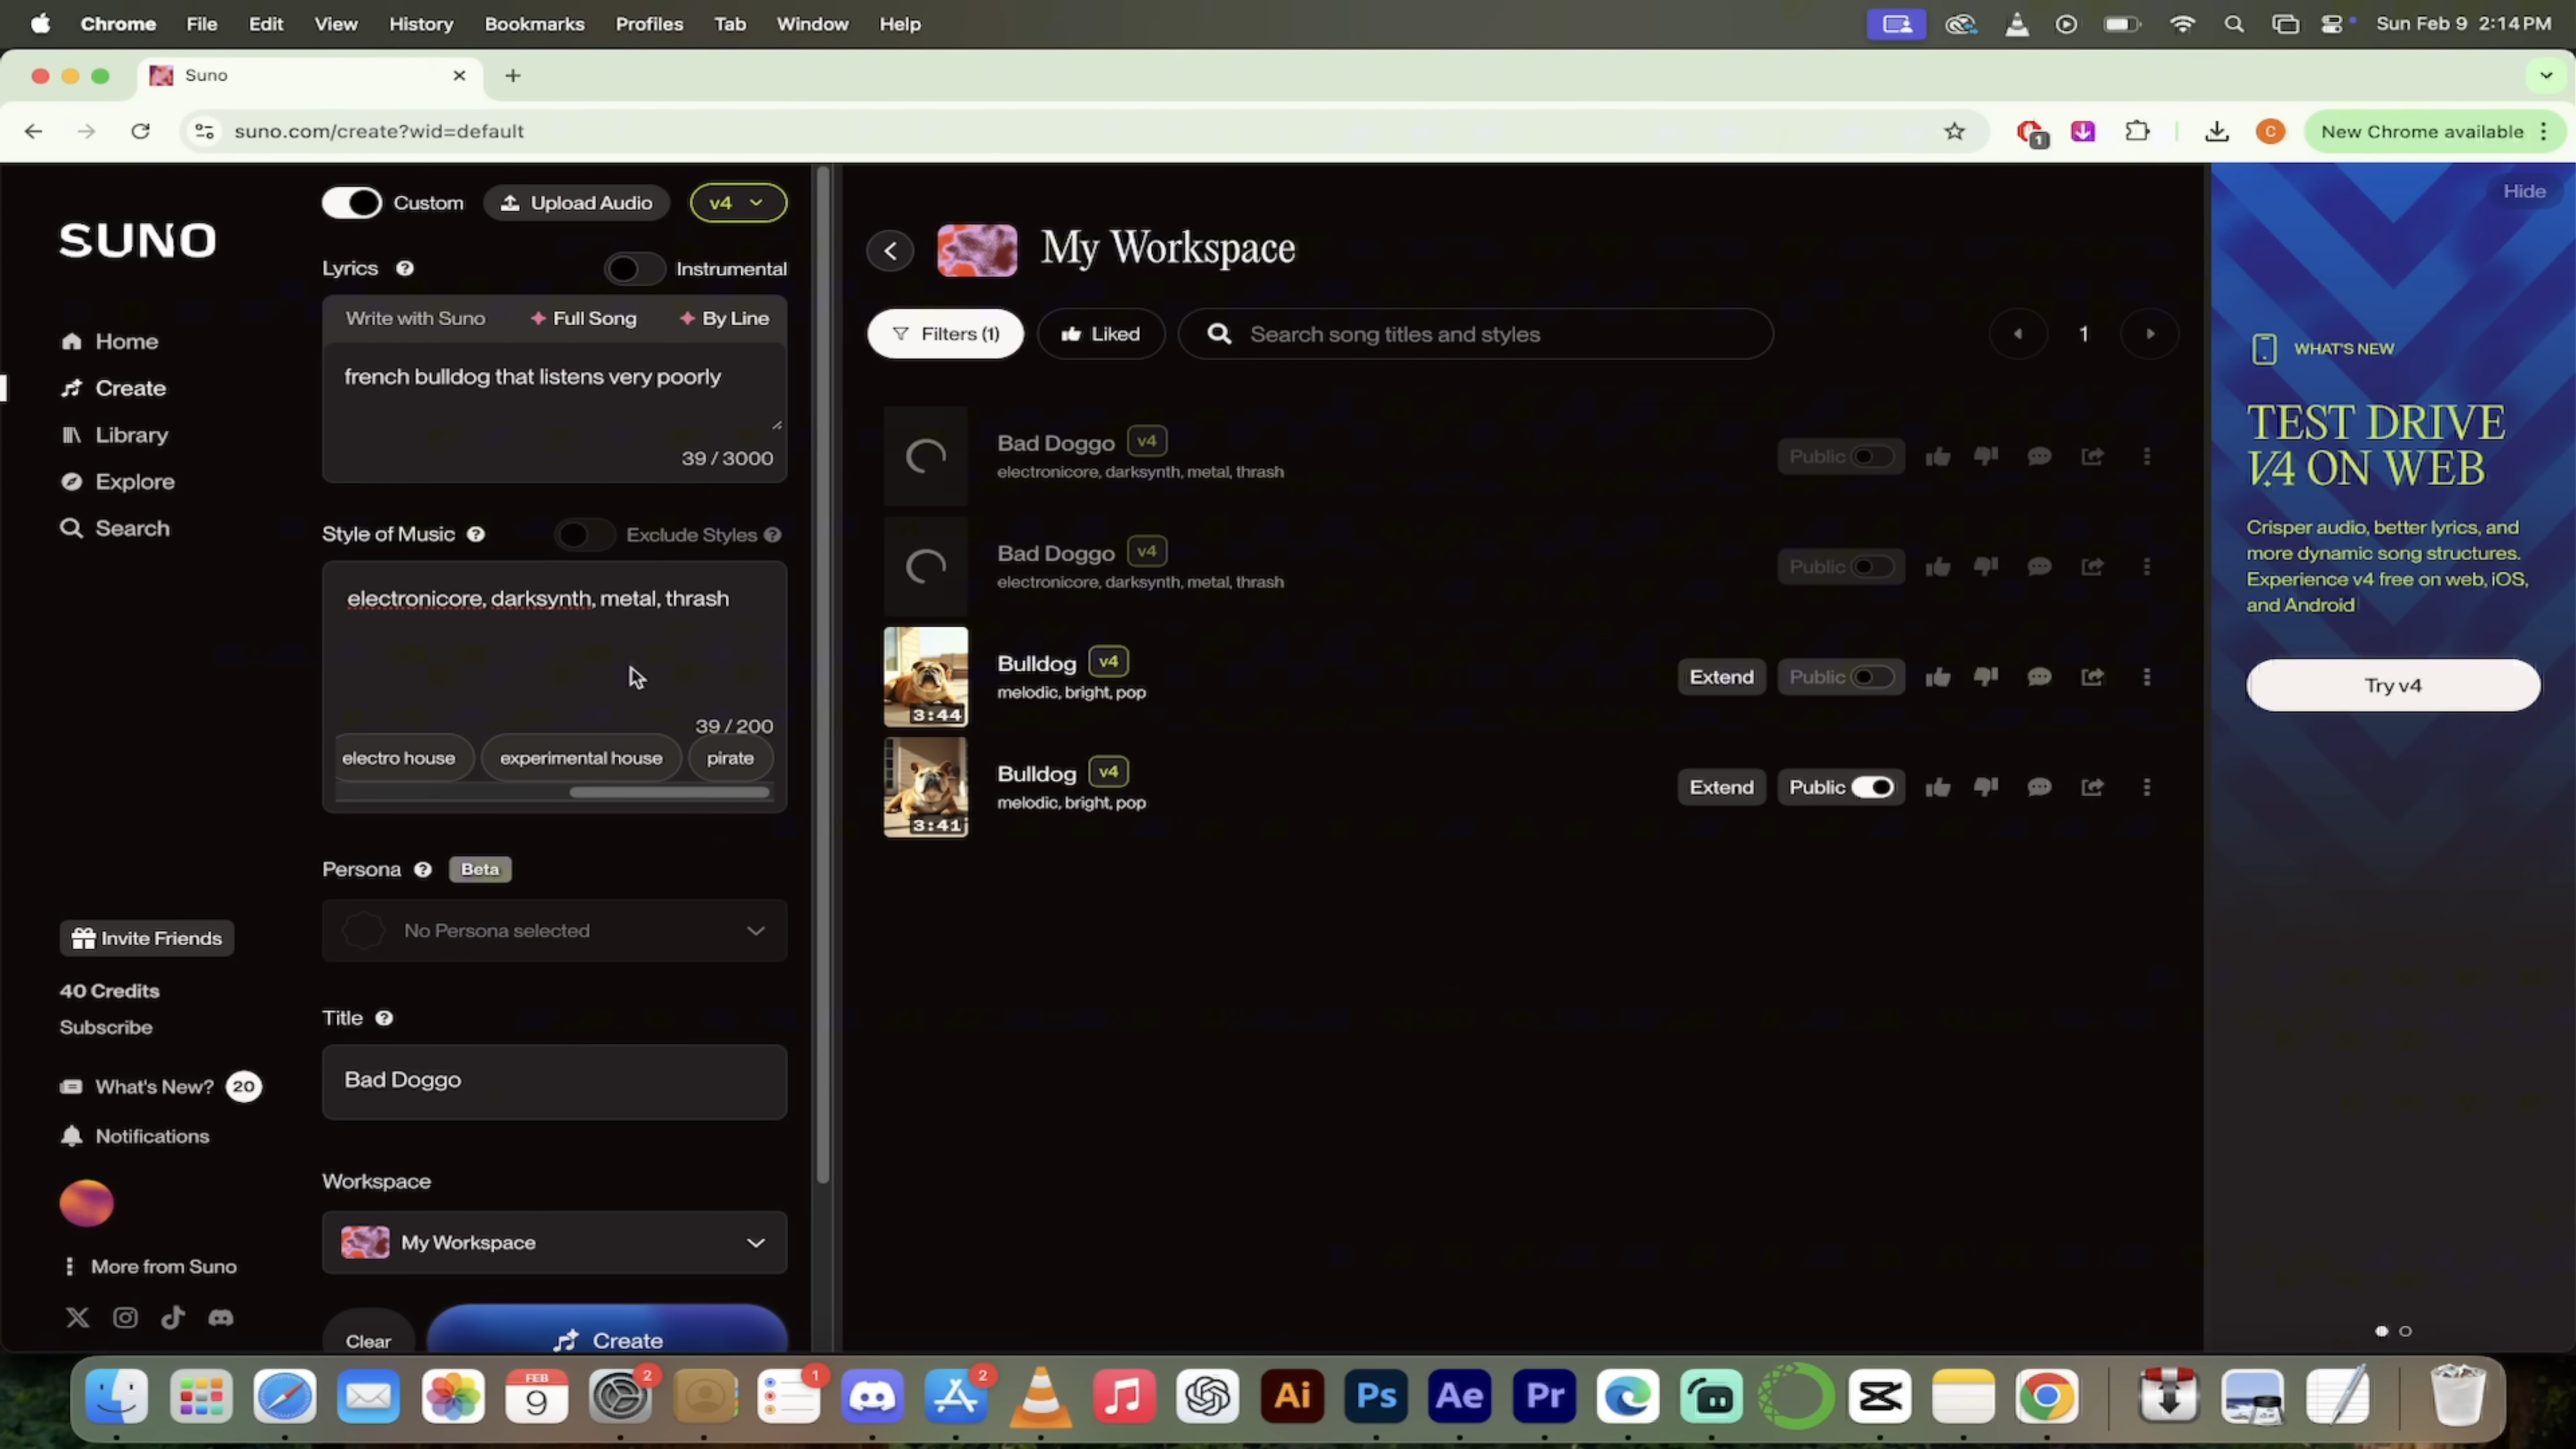 Chrome File Edit View History Bookmarks Profiles Tab Window Help
Sun Feb 9 2:14 PM
Suno
suno.com/create?wid=default
1
C
New Chrome available
SUNO
Home
Create
Library
Explore
Search
Invite Friends
40 Credits
Subscribe
What's New? 20
Notifications
More from Suno
Custom
Upload Audio
v4
Lyrics
Instrumental
Write with Suno
Full Song
By Line
french bulldog that listens very poorly
39 / 3000
Style of Music
Exclude Styles
electronicore, darksynth, metal, thrash
39 / 200
electro house
experimental house
pirate
Persona
Beta
No Persona selected
Title
Bad Doggo
Workspace
My Workspace
Clear
Create
My Workspace
Filters (1)
Liked
Search song titles and styles
1
Bad Doggo v4
electronicore, darksynth, metal, thrash
Public
Bad Doggo v4
electronicore, darksynth, metal, thrash
Public
3:44
Bulldog v4
melodic, bright, pop
Extend
Public
3:41
Bulldog v4
melodic, bright, pop
Extend
Public
Hide
WHAT'S NEW
TEST DRIVE
V4 ON WEB
Crisper audio, better lyrics, and
more dynamic song structures.
Experience v4 free on web, iOS,
and Android
Try v4
FEB
9
2
1
2
Ai
Ps
Ae
Pr